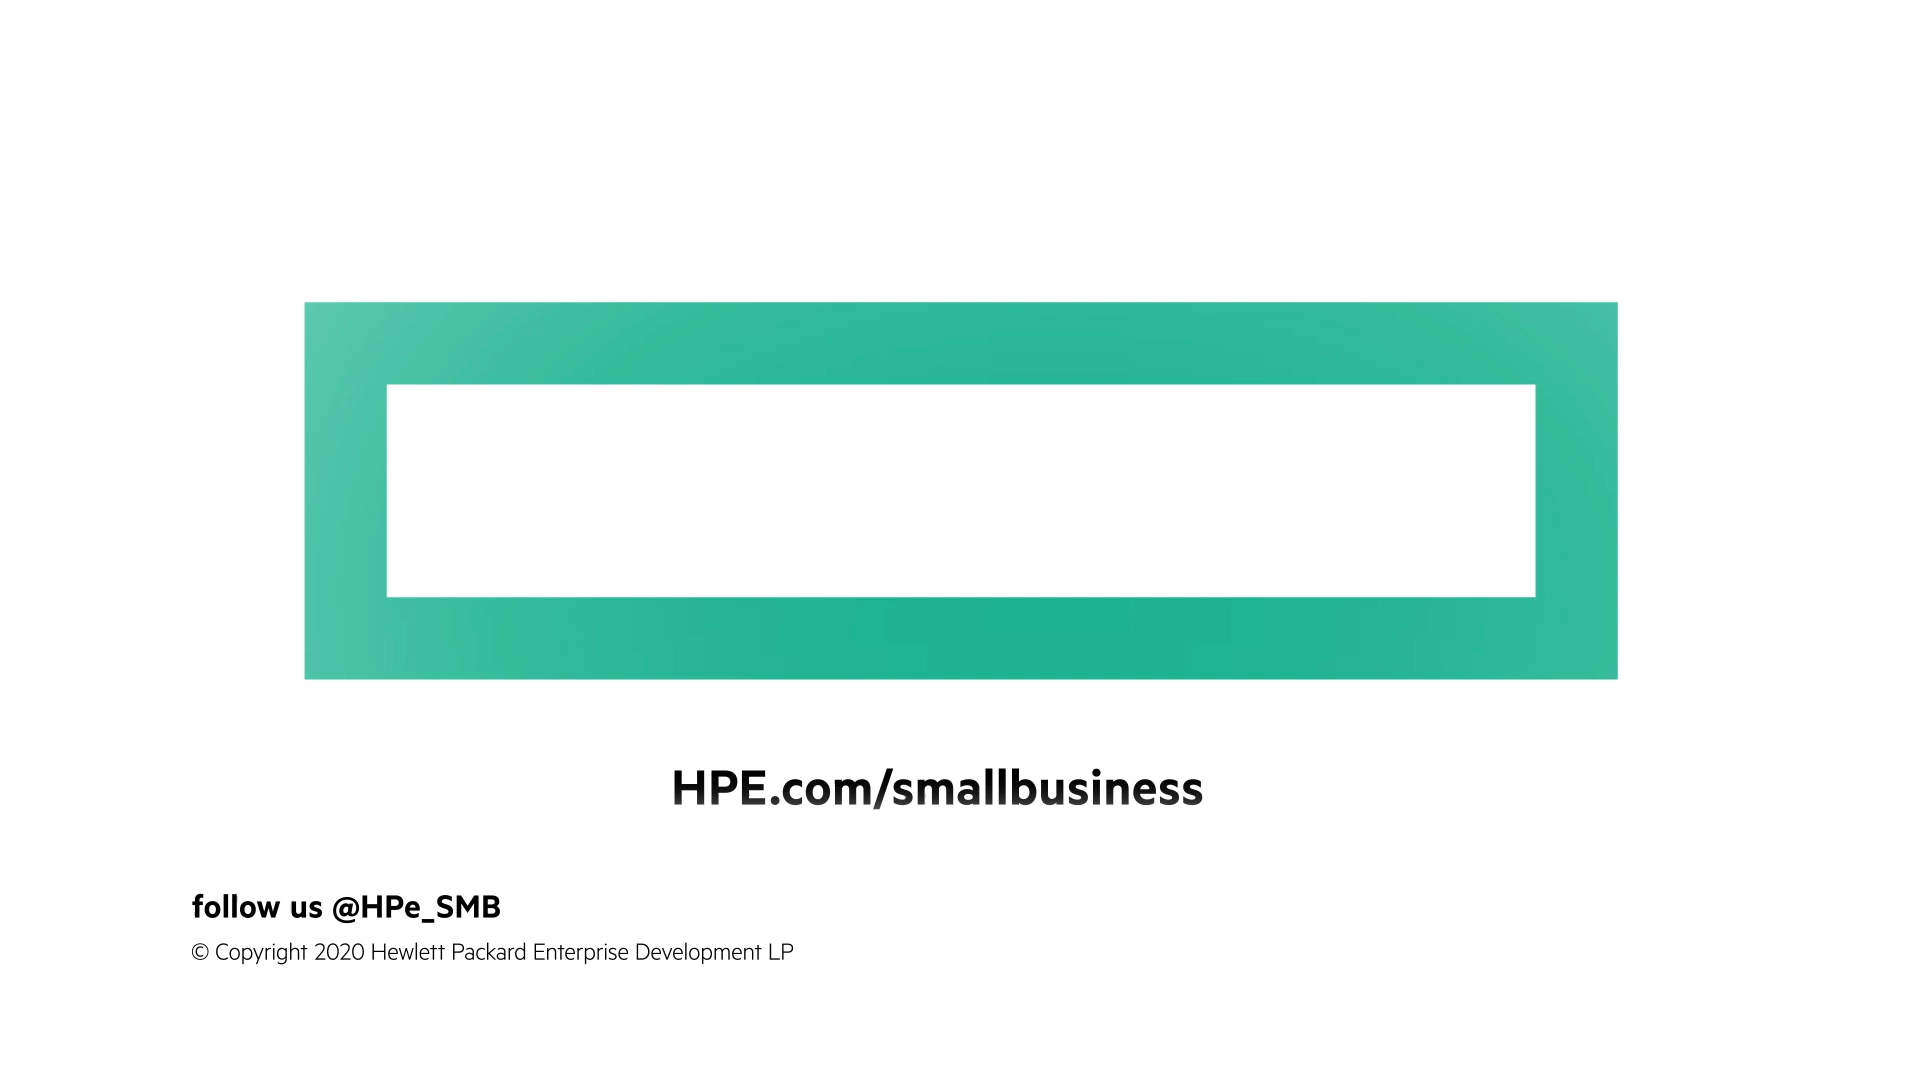 HPE.com/smallbusiness
follow us @HPe_SMB
© Copyright 2020 Hewlett Packard Enterprise Development LP